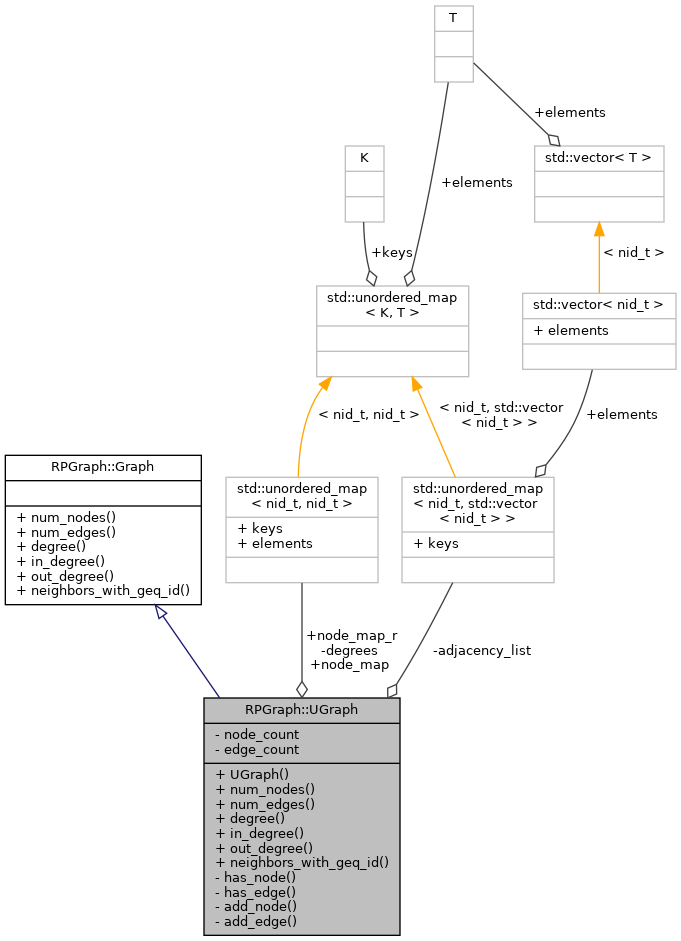 T
+elements
K
std::vector< T >
+elements
+keys
< nid_t >
std::unordered_map
< K, T >
std::vector< nid_t >
+ elements
< nid_t, nid_t >
< nid_t, std::vector
< nid_t > >
+elements
RPGraph::Graph
+ num_nodes()
+ num_edges()
+ degree()
+ in_degree()
+ out_degree()
+ neighbors_with_geq_id()
std::unordered_map
< nid_t, nid_t >
+ keys
+ elements
std::unordered_map
< nid_t, std::vector
< nid_t > >
+ keys
+node_map_r
-degrees
+node_map
-adjacency_list
RPGraph::UGraph
- node_count
- edge_count
+ UGraph()
+ num_nodes()
+ num_edges()
+ degree()
+ in_degree()
+ out_degree()
+ neighbors_with_geq_id()
- has_node()
- has_edge()
- add_node()
- add_edge()